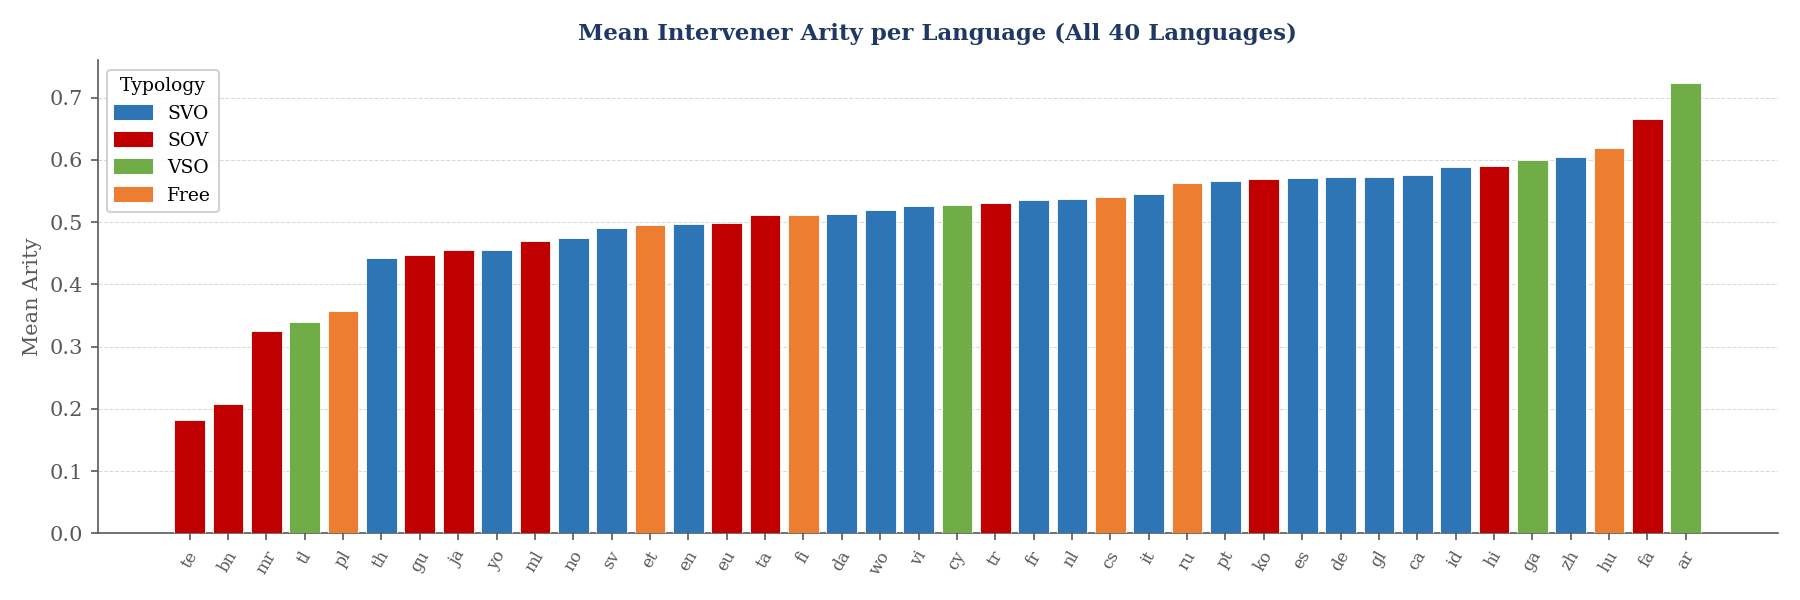 Mean Intervener Arity per Language (All 40 Languages)
Typology
SVO
SOV
VSO
Free
Mean Arity
0.7
0.6
0.5
0.4
0.3
0.2
0.1
0.0
te bn mr tl pl th gu ja yo ml no sv et en eu ta fi da wo vi cy tr fr nl cs it ru pt ko es de gl ca id hi ga zh hu fa ar